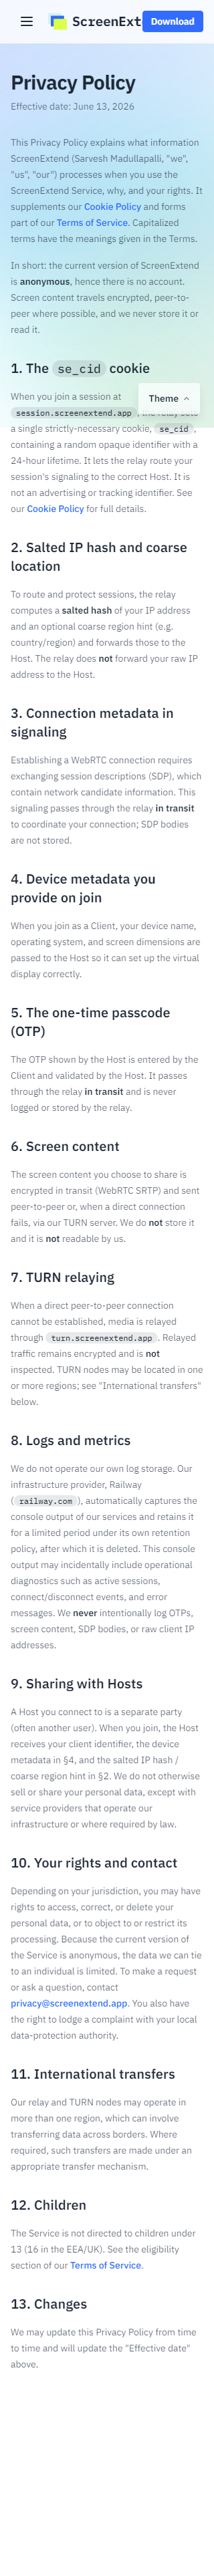 ScreenExt
Download
Privacy Policy
Effective date: June 13, 2026
This Privacy Policy explains what information
ScreenExtend (Sarvesh Madullapalli, "we",
"us", "our") processes when you use the
ScreenExtend Service, why, and your rights. It
supplements our Cookie Policy and forms
part of our Terms of Service. Capitalized
terms have the meanings given in the Terms.
In short: the current version of ScreenExtend
is anonymous, hence there is no account.
Screen content travels encrypted, peer-to-
peer where possible, and we never store it or
read it.
1. The se_cid cookie
Theme
When you join a session at
session.screenextend.app, the relay sets
a single strictly-necessary cookie, se_cid,
containing a random opaque identifier with a
24-hour lifetime. It lets the relay route your
session's signaling to the correct Host. It is
not an advertising or tracking identifier. See
our Cookie Policy for full details.
2. Salted IP hash and coarse
location
To route and protect sessions, the relay
computes a salted hash of your IP address
and an optional coarse region hint (e.g.
country/region) and forwards those to the
Host. The relay does not forward your raw IP
address to the Host.
3. Connection metadata in
signaling
Establishing a WebRTC connection requires
exchanging session descriptions (SDP), which
contain network candidate information. This
signaling passes through the relay in transit
to coordinate your connection; SDP bodies
are not stored.
4. Device metadata you
provide on join
When you join as a Client, your device name,
operating system, and screen dimensions are
passed to the Host so it can set up the virtual
display correctly.
5. The one-time passcode
(OTP)
The OTP shown by the Host is entered by the
Client and validated by the Host. It passes
through the relay in transit and is never
logged or stored by the relay.
6. Screen content
The screen content you choose to share is
encrypted in transit (WebRTC SRTP) and sent
peer-to-peer or, when a direct connection
fails, via our TURN server. We do not store it
and it is not readable by us.
7. TURN relaying
When a direct peer-to-peer connection
cannot be established, media is relayed
through turn.screenextend.app. Relayed
traffic remains encrypted and is not
inspected. TURN nodes may be located in one
or more regions; see "International transfers"
below.
8. Logs and metrics
We do not operate our own log storage. Our
infrastructure provider, Railway
(railway.com), automatically captures the
console output of our services and retains it
for a limited period under its own retention
policy, after which it is deleted. This console
output may incidentally include operational
diagnostics such as active sessions,
connect/disconnect events, and error
messages. We never intentionally log OTPs,
screen content, SDP bodies, or raw client IP
addresses.
9. Sharing with Hosts
A Host you connect to is a separate party
(often another user). When you join, the Host
receives your client identifier, the device
metadata in §4, and the salted IP hash /
coarse region hint in §2. We do not otherwise
sell or share your personal data, except with
service providers that operate our
infrastructure or where required by law.
10. Your rights and contact
Depending on your jurisdiction, you may have
rights to access, correct, or delete your
personal data, or to object to or restrict its
processing. Because the current version of
the Service is anonymous, the data we can tie
to an individual is limited. To make a request
or ask a question, contact
privacy@screenextend.app. You also have
the right to lodge a complaint with your local
data-protection authority.
11. International transfers
Our relay and TURN nodes may operate in
more than one region, which can involve
transferring data across borders. Where
required, such transfers are made under an
appropriate transfer mechanism.
12. Children
The Service is not directed to children under
13 (16 in the EEA/UK). See the eligibility
section of our Terms of Service.
13. Changes
We may update this Privacy Policy from time
to time and will update the "Effective date"
above.